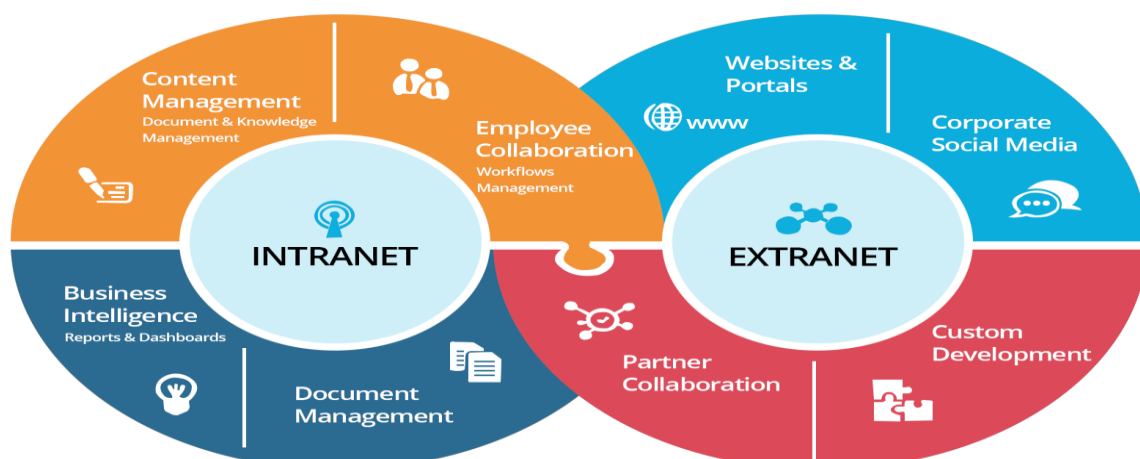 Content
Management
Document & Knowledge
Management
Employee
Collaboration
Workflows
Management
INTRANET
Business
Intelligence
Reports & Dashboards
Document
Management
Websites &
Portals
www
Corporate
Social Media
EXTRANET
Partner
Collaboration
Custom
Development